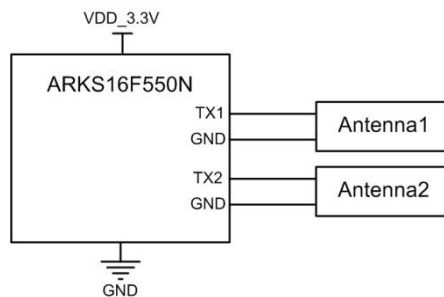 VDD_3.3V
ARKS16F550N
TX1
GND
Antenna1
TX2
GND
Antenna2
GND